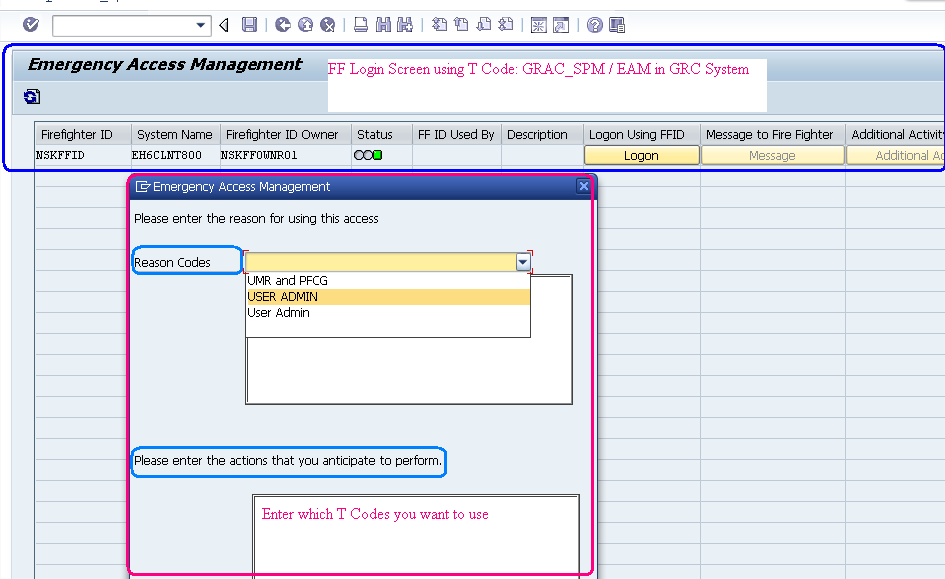 Emergency Access Management
FF Login Screen using T Code: GRAC_SPM / EAM in GRC System
Firefighter ID System Name Firefighter ID Owner Status FF ID Used By Description Logon Using FFID Message to Fire Fighter Additional Activity
NSKFFID EH6CLNT800 NSKFFOWNR01 Logon Message Additional Ac
Emergency Access Management
Please enter the reason for using this access
Reason Codes
UMR and PFCG
USER ADMIN
User Admin
Please enter the actions that you anticipate to perform.
Enter which T Codes you want to use